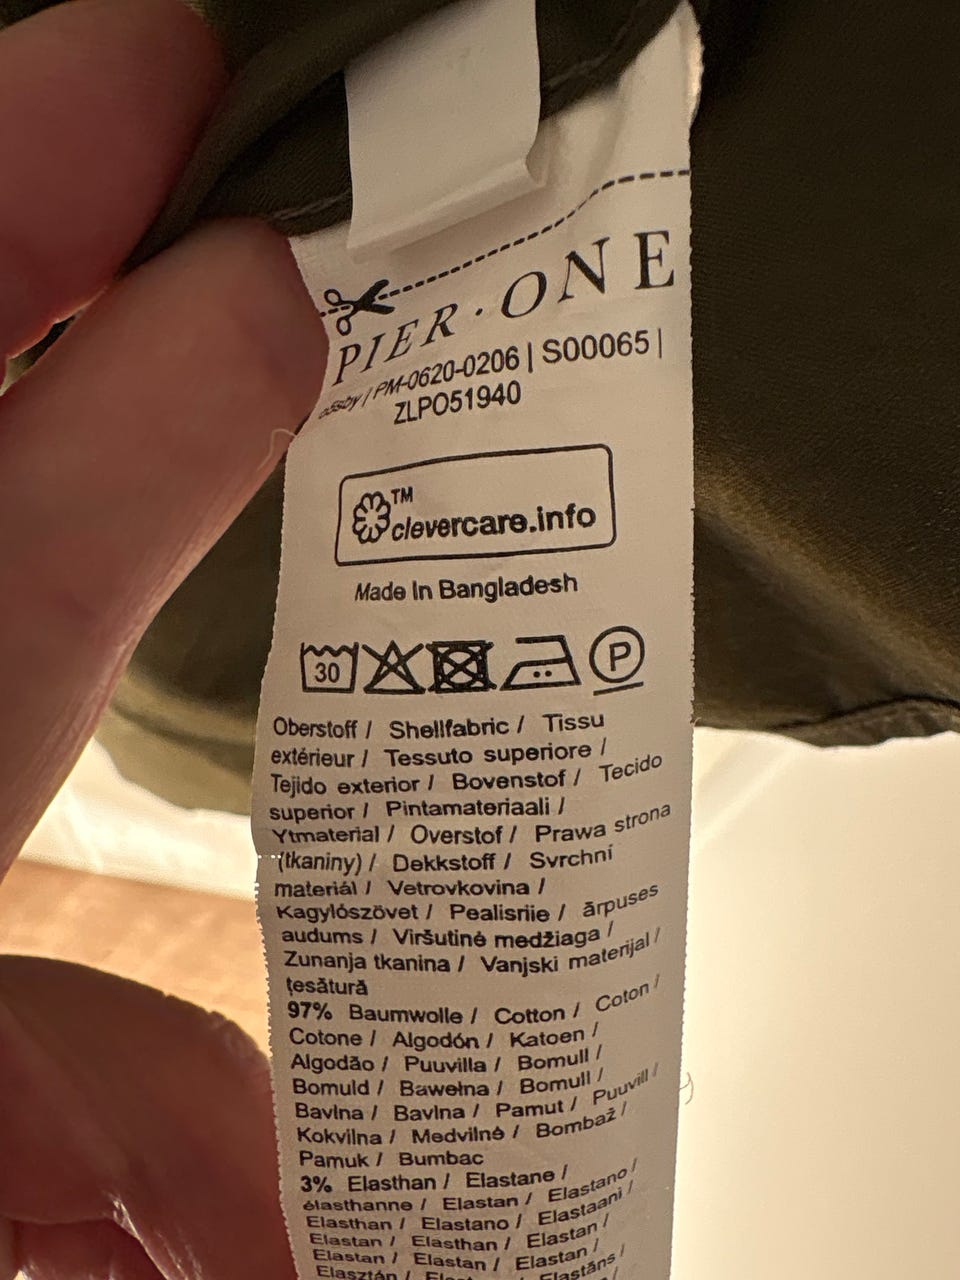 PIER·ONE
PM-0620-0206 | S00065 |
ZLPO51940
TM
clevercare.info
Made In Bangladesh
30 P
Oberstoff / Shellfabric / Tissu
extérieur / Tessuto superiore /
Tejido exterior / Bovenstof / Tecido
superior / Pintamateriaali /
Ytmaterial / Overstof / Prawa strona
(tkaniny) / Dekkstoff / Svrchní
materiál / Vetrovkovina /
Kagylószövet / Pealisriie / ārpuses
audums / Viršutinė medžiaga /
Zunanja tkanina / Vanjski materijal /
țesătură
97% Baumwolle / Cotton / Coton /
Cotone / Algodón / Katoen /
Algodão / Puuvilla / Bomull /
Bomuld / Bawełna / Bomull /
Bavlna / Bavlna / Pamut / Puuvill /
Kokvilna / Medvilnė / Bombaž /
Pamuk / Bumbac
3% Elasthan / Elastane /
élasthanne / Elastan / Elastano /
Elasthan / Elastano / Elastaani /
Elastan / Elasthan / Elastan /
Elastan / Elastan / Elastan /
Elasztán / Elastāns /